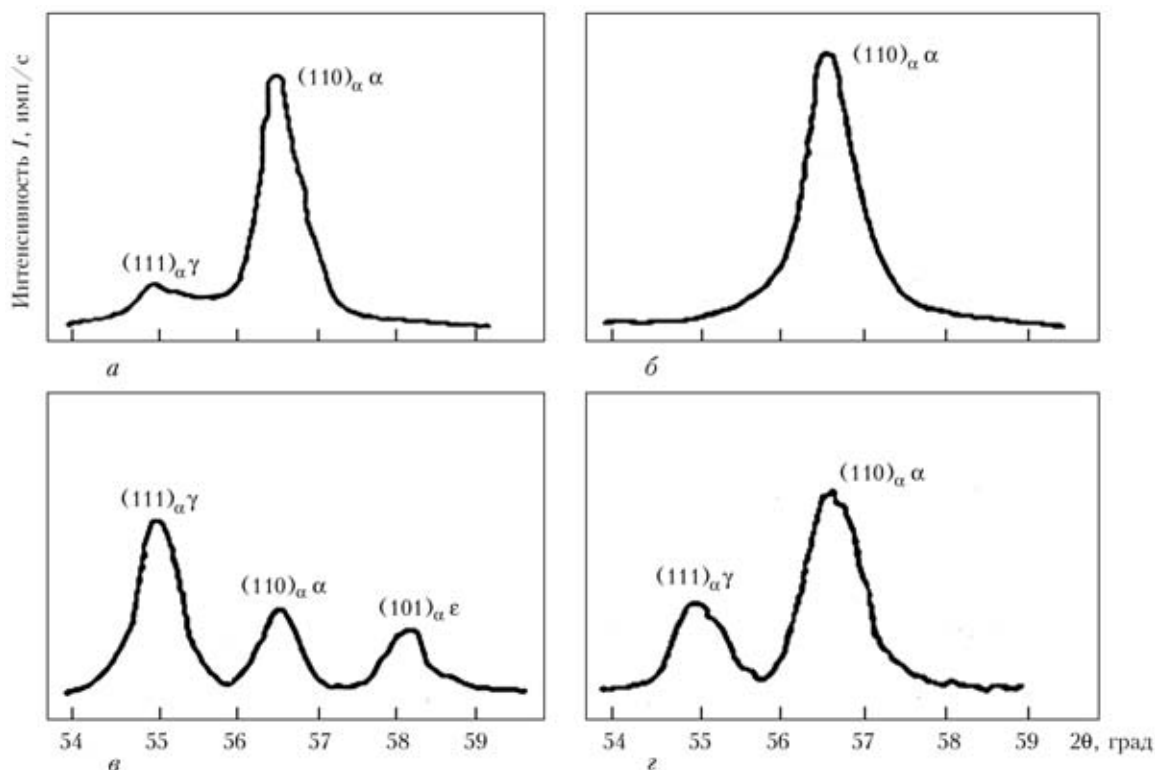 Интенсивность I, имп/с
(111)α γ
(110)α α
а
(110)α α
б
(111)α γ
(110)α α
(101)α ε
54 55 56 57 58 59
в
(111)α γ
(110)α α
54 55 56 57 58 59 2θ, град
г